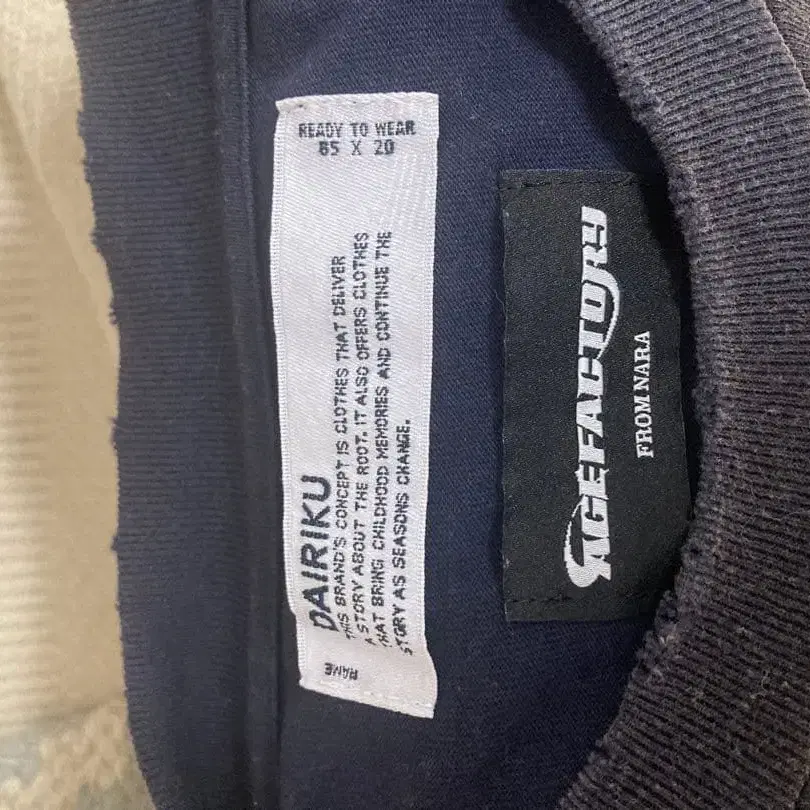 READY TO WEAR
85 X 20
DAIRIKU
THIS BRAND'S CONCEPT IS CLOTHES THAT DELIVER
A STORY ABOUT THE ROOT. IT ALSO OFFERS CLOTHES
THAT BRING CHILDHOOD MEMORIES AND CONTINUE THE
STORY AS SEASONS CHANGE.
NAME
AGEFACTORY
FROM NARA